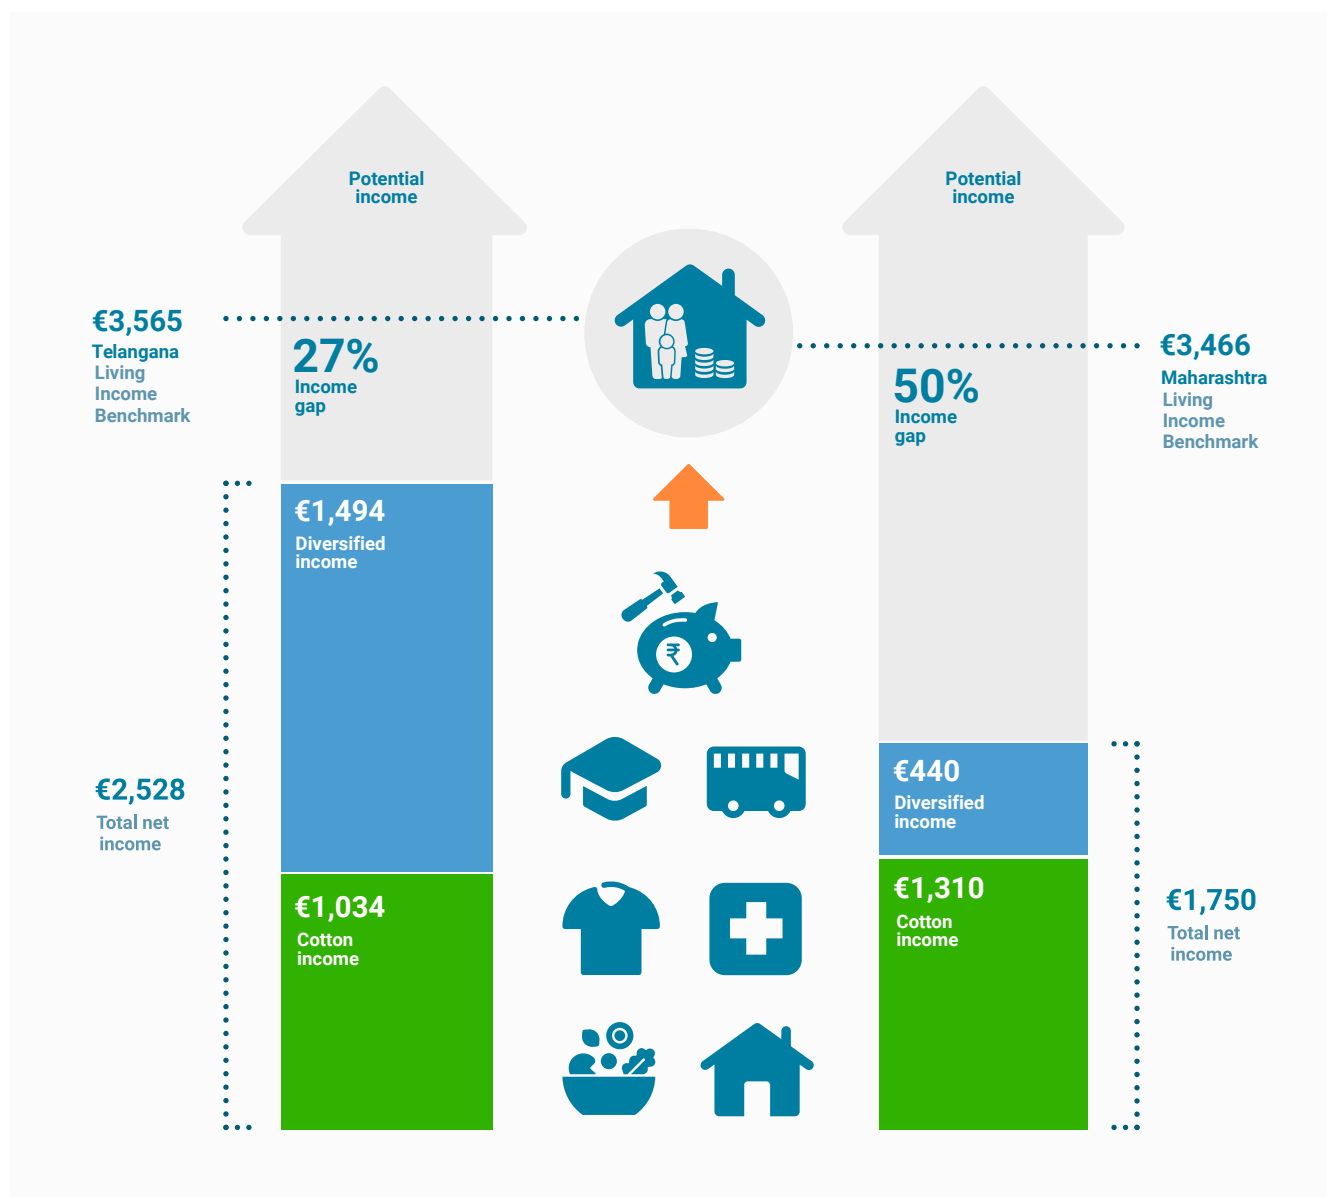 Potential
income
€3,565
Telangana
Living
Income
Benchmark
27%
Income
gap
€1,494
Diversified
income
€2,528
Total net
income
€1,034
Cotton
income
₹
Potential
income
€3,466
Maharashtra
Living
Income
Benchmark
50%
Income
gap
€440
Diversified
income
€1,310
Cotton
income
€1,750
Total net
income